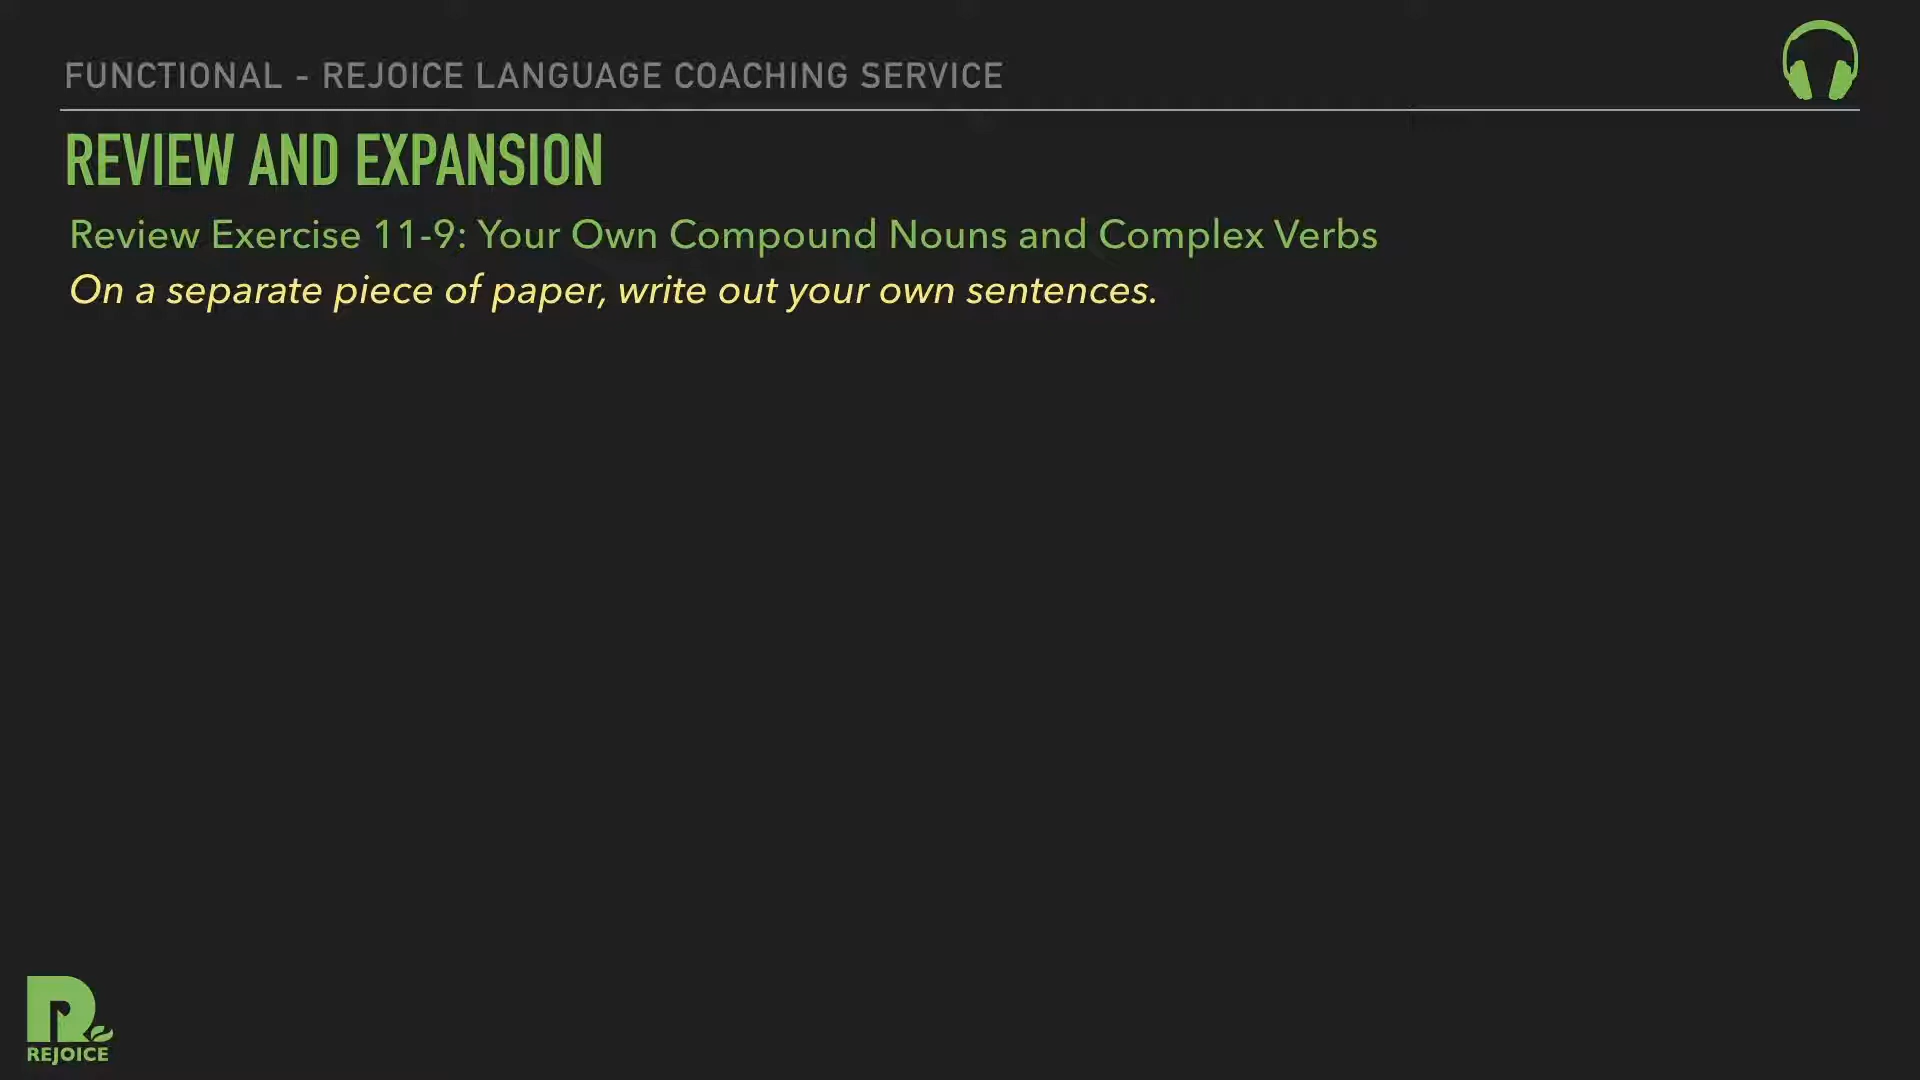 FUNCTIONAL - REJOICE LANGUAGE COACHING SERVICE
REVIEW AND EXPANSION
Review Exercise 11-9: Your Own Compound Nouns and Complex Verbs
On a separate piece of paper, write out your own sentences.
REJOICE